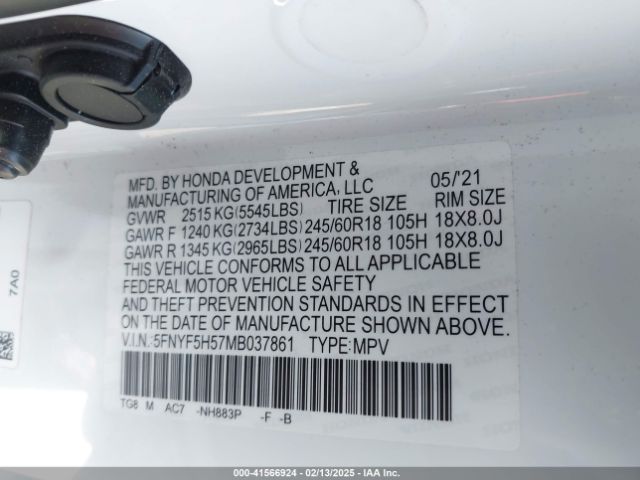 MFD. BY HONDA DEVELOPMENT &
MANUFACTURING OF AMERICA, LLC 05/'21
GVWR 2515 KG(5545LBS) TIRE SIZE RIM SIZE
GAWR F 1240 KG(2734LBS) 245/60R18 105H 18X8.0J
GAWR R 1345 KG(2965LBS) 245/60R18 105H 18X8.0J
THIS VEHICLE CONFORMS TO ALL APPLICABLE
FEDERAL MOTOR VEHICLE SAFETY
AND THEFT PREVENTION STANDARDS IN EFFECT
ON THE DATE OF MANUFACTURE SHOWN ABOVE.
V.I.N.:5FNYF5H57MB037861 TYPE:MPV
TG8 M AC7 -NH883P -F -B
7A0
000-41566924 - 02/13/2025 - IAA Inc.